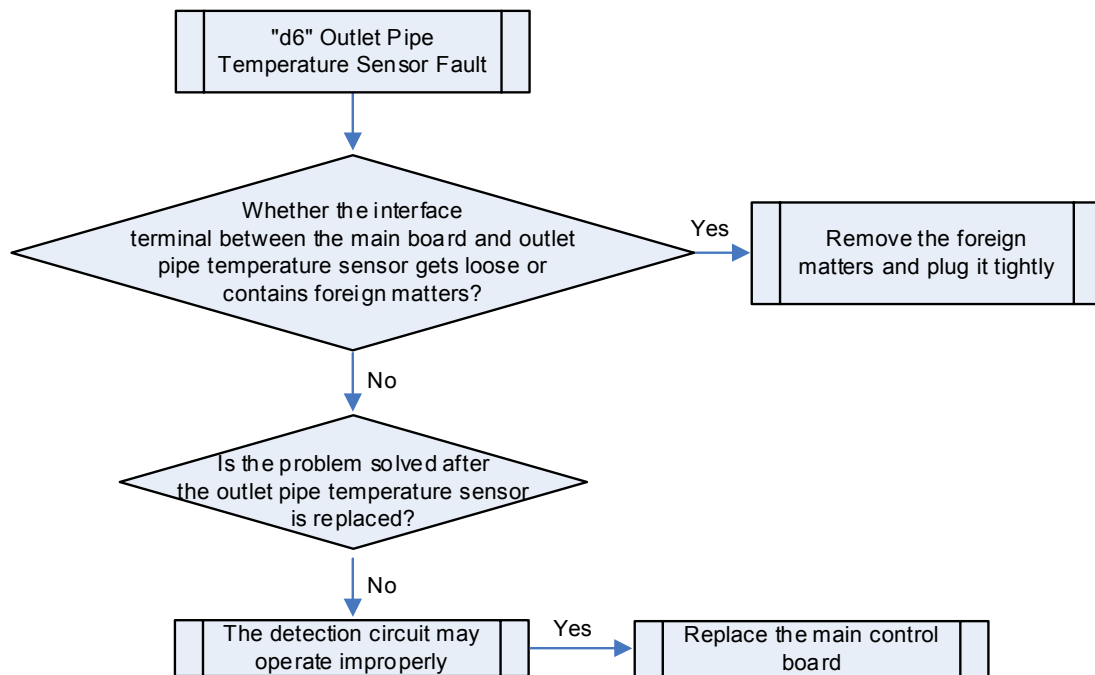 "d6" Outlet Pipe
Temperature Sensor Fault
Whether the interface
terminal between the main board and outlet
pipe temperature sensor gets loose or
contains foreign matters?
Yes
Remove the foreign
matters and plug it tightly
No
Is the problem solved after
the outlet pipe temperature sensor
is replaced?
No
The detection circuit may
operate improperly
Yes
Replace the main control
board